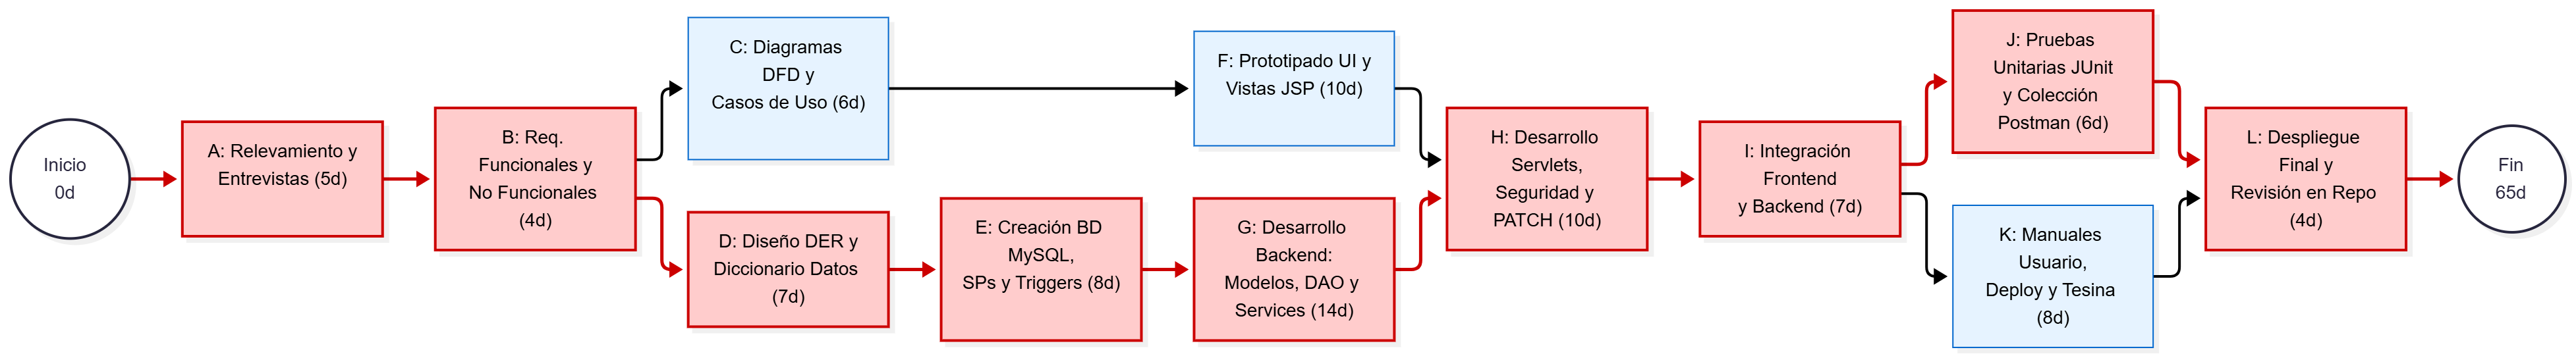 Inicio
0d
A: Relevamiento y
Entrevistas (5d)
B: Req.
Funcionales y
No Funcionales
(4d)
C: Diagramas
DFD y
Casos de Uso (6d)
D: Diseño DER y
Diccionario Datos
(7d)
E: Creación BD
MySQL,
SPs y Triggers (8d)
F: Prototipado UI y
Vistas JSP (10d)
G: Desarrollo
Backend:
Modelos, DAO y
Services (14d)
H: Desarrollo
Servlets,
Seguridad y
PATCH (10d)
I: Integración
Frontend
y Backend (7d)
J: Pruebas
Unitarias JUnit
y Colección
Postman (6d)
K: Manuales
Usuario,
Deploy y Tesina
(8d)
L: Despliegue
Final y
Revisión en Repo
(4d)
Fin
65d